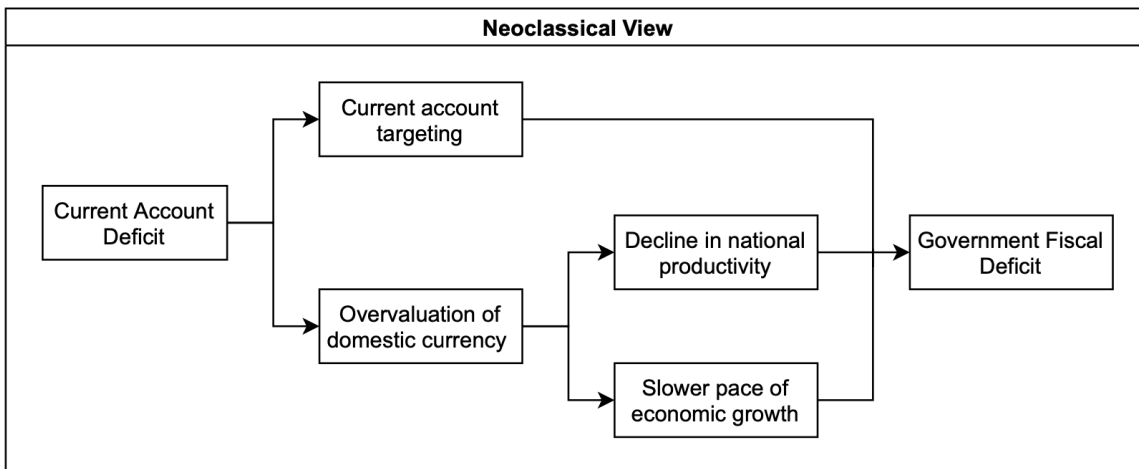 Neoclassical View
Current account
targeting
Current Account
Deficit
Decline in national
productivity
Government Fiscal
Deficit
Overvaluation of
domestic currency
Slower pace of
economic growth